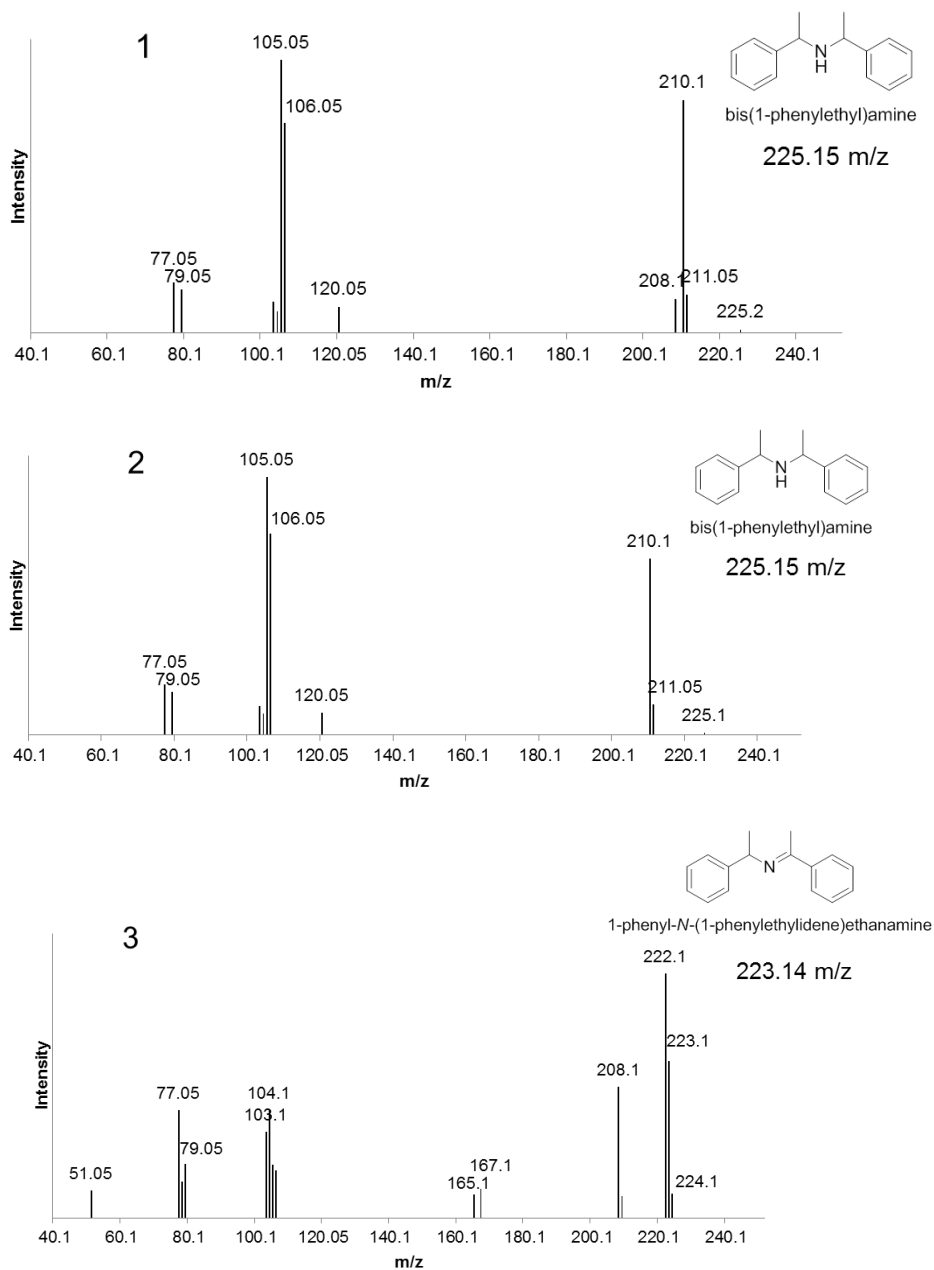 1
105.05
106.05
210.1
77.05
79.05
120.05
208.1
211.05
225.2
N
H
bis(1-phenylethyl)amine
225.15 m/z
Intensity
40.1 60.1 80.1 100.1 120.05 140.1 160.1 180.1 200.1 220.1 240.1
m/z
2
105.05
106.05
210.1
77.05
79.05
120.05
211.05
225.1
N
H
bis(1-phenylethyl)amine
225.15 m/z
Intensity
40.1 60.1 80.1 100.1 120.05 140.1 160.1 180.1 200.1 220.1 240.1
m/z
3
N
1-phenyl-N-(1-phenylethylidene)ethanamine
223.14 m/z
222.1
223.1
208.1
77.05
104.1
103.1
79.05
51.05
167.1
165.1
224.1
Intensity
40.1 60.1 80.1 100.1 120.05 140.1 160.1 180.1 200.1 220.1 240.1
m/z